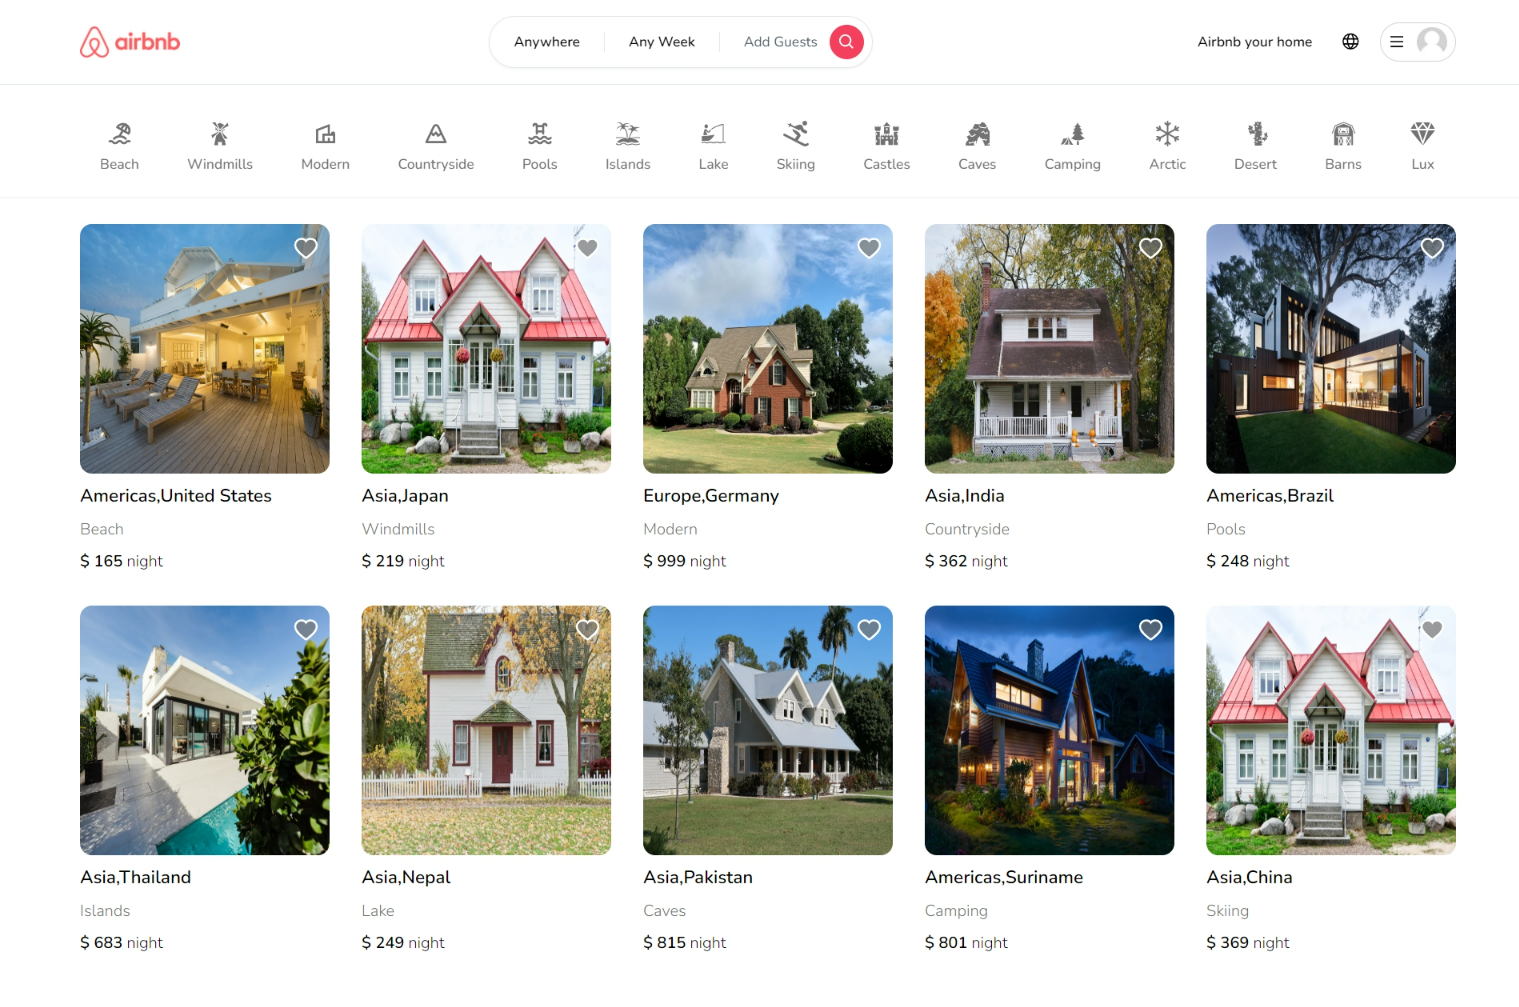 airbnb
Anywhere
Any Week
Add Guests
Airbnb your home
Beach
Windmills
Modern
Countryside
Pools
Islands
Lake
Skiing
Castles
Caves
Camping
Arctic
Desert
Barns
Lux
Americas,United States
Beach
$ 165 night
Asia,Japan
Windmills
$ 219 night
Europe,Germany
Modern
$ 999 night
Asia,India
Countryside
$ 362 night
Americas,Brazil
Pools
$ 248 night
Asia,Thailand
Islands
$ 683 night
Asia,Nepal
Lake
$ 249 night
Asia,Pakistan
Caves
$ 815 night
Americas,Suriname
Camping
$ 801 night
Asia,China
Skiing
$ 369 night